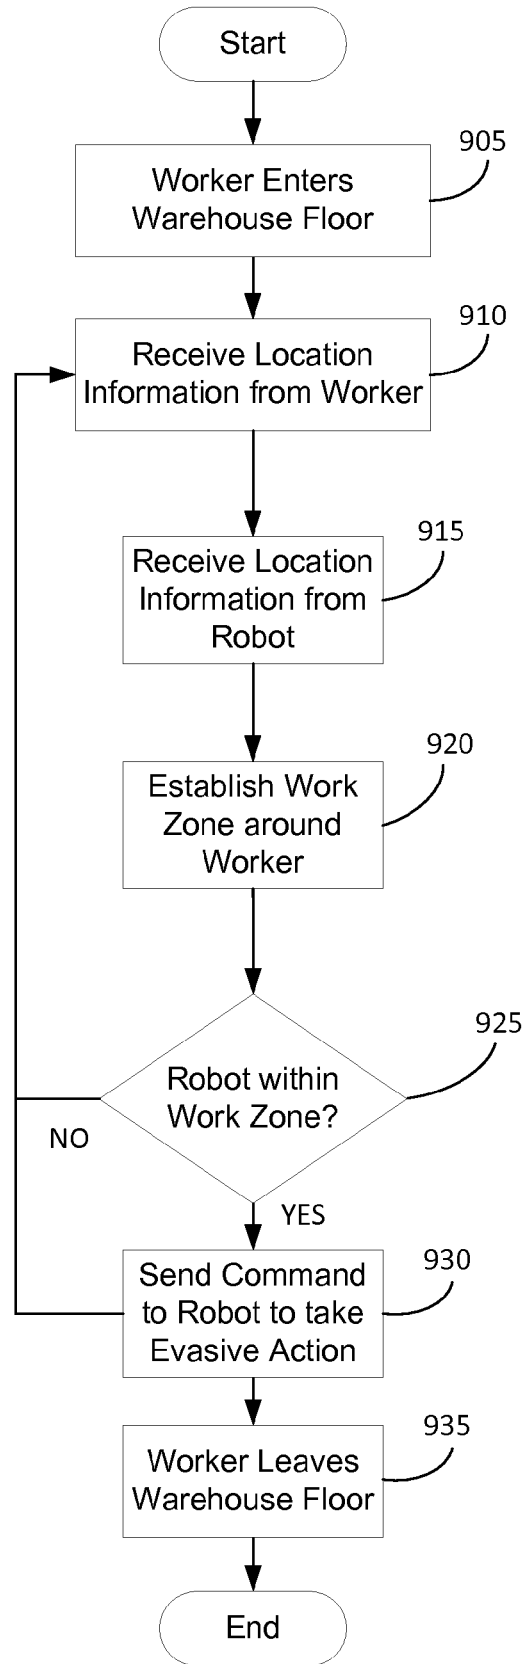 Start
905
Worker Enters
Warehouse Floor
910
Receive Location
Information from Worker
915
Receive Location
Information from
Robot
920
Establish Work
Zone around
Worker
925
Robot within
Work Zone?
NO
YES
930
Send Command
to Robot to take
Evasive Action
935
Worker Leaves
Warehouse Floor
End